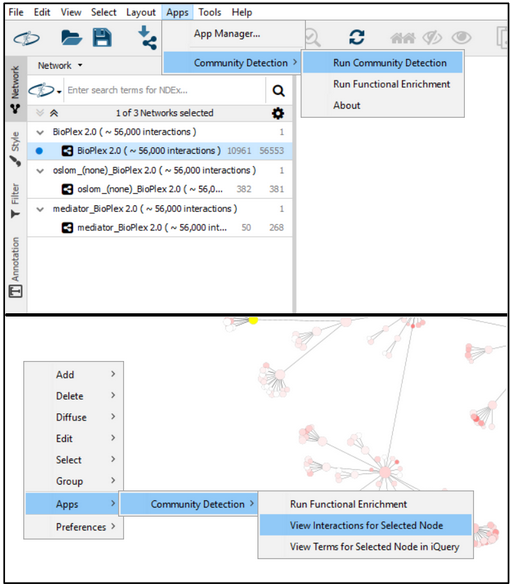 File Edit View Select Layout Apps Tools Help
App Manager...
Community Detection
Run Community Detection
Run Functional Enrichment
About
Network
Style
Filter
Annotation
Network
Enter search terms for NDEx...
1 of 3 Networks selected
BioPlex 2.0 ( ~ 56,000 interactions ) 1
BioPlex 2.0 ( ~ 56,000 interactions ) 10961 56553
oslom_(none)_BioPlex 2.0 ( ~ 56,000 interactions ) 1
oslom_(none)_BioPlex 2.0 ( ~ 56,0... 382 381
mediator_BioPlex 2.0 ( ~ 56,000 interactions ) 1
mediator_BioPlex 2.0 ( ~ 56,000 int... 50 268
Add
Delete
Diffuse
Edit
Select
Group
Apps
Preferences
Community Detection
Run Functional Enrichment
View Interactions for Selected Node
View Terms for Selected Node in iQuery